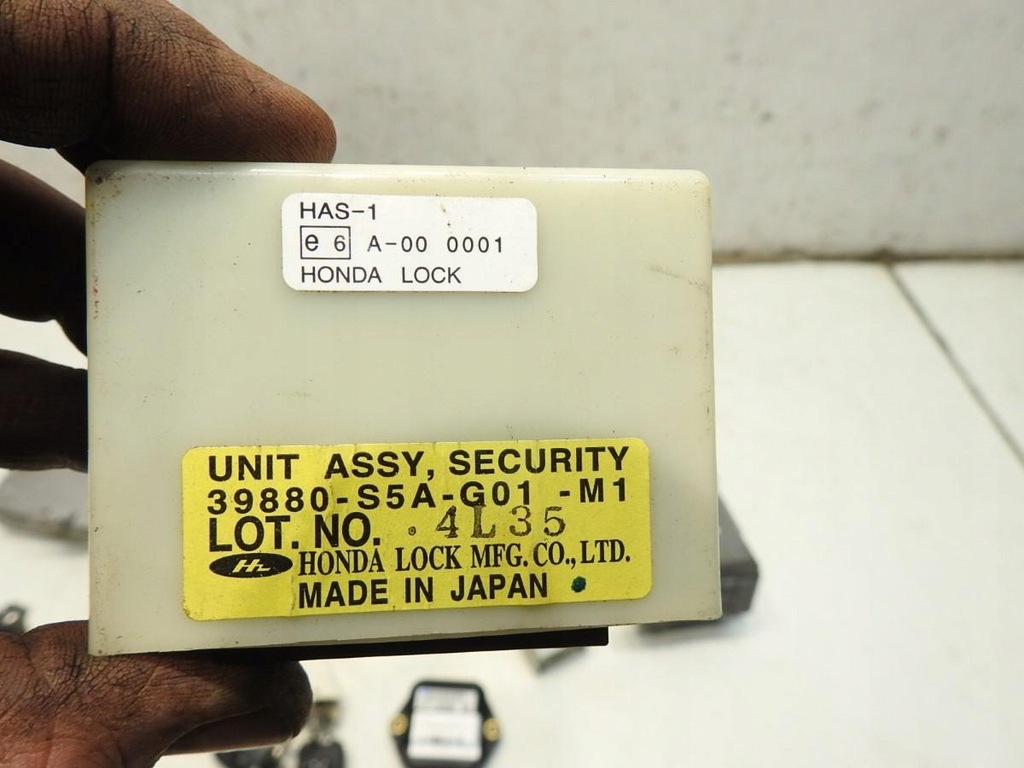 HAS-1
e 6 A-00 0001
HONDA LOCK
UNIT ASSY, SECURITY
39880-S5A-G01 -M1
LOT. NO. . 4L35
HL HONDA LOCK MFG. CO., LTD.
MADE IN JAPAN